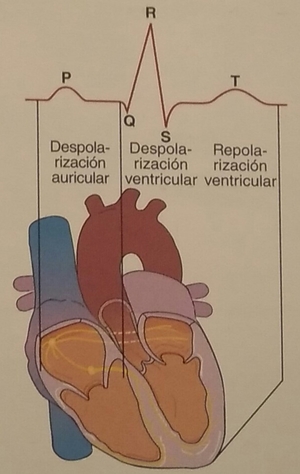 R
P
T
Q
S
Despola-
rización
auricular
Despola-
rización
ventricular
Repola-
rización
ventricular